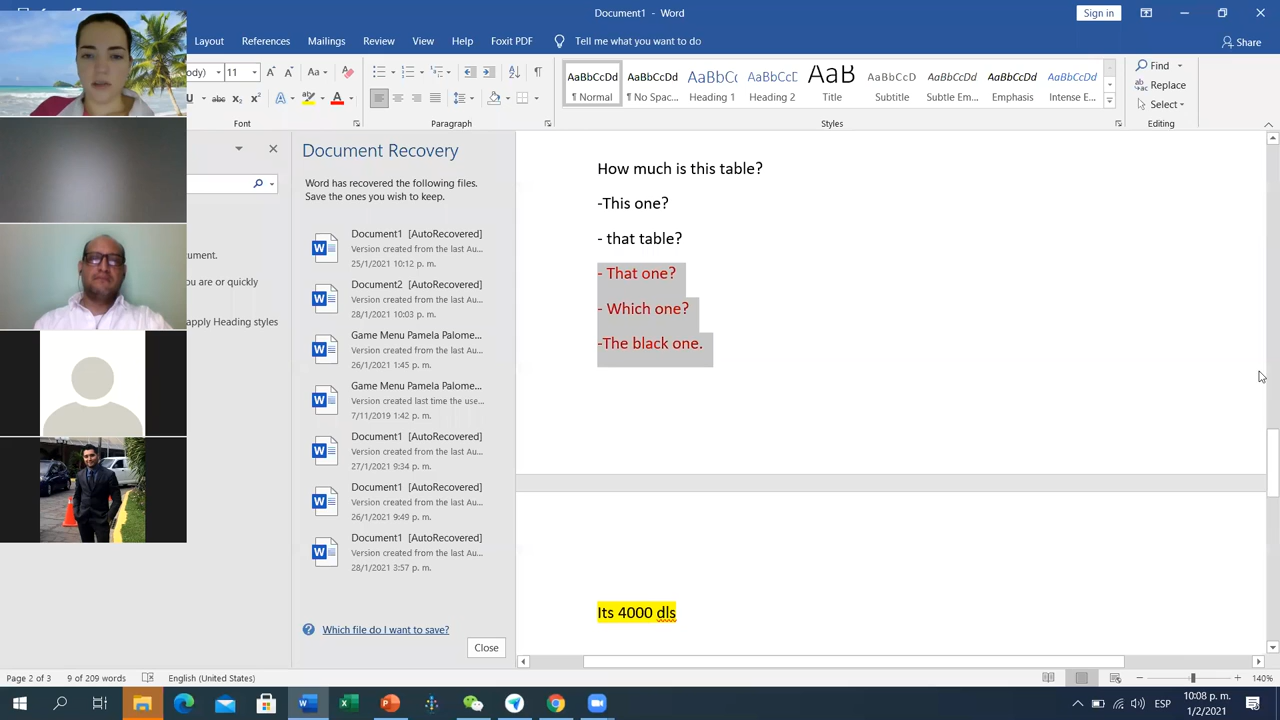 Document1 - Word
Sign in
Layout References Mailings Review View Help Foxit PDF Tell me what you want to do
Share
ody) 11
Aa
AaBbCcDd AaBbCcDd AaBbCc AaBbCcD AaB AaBbCcD AaBbCcDd AaBbCcDd AaBbCcDd
¶ Normal ¶ No Spac... Heading 1 Heading 2 Title Subtitle Subtle Em... Emphasis Intense E...
Find
Replace
Select
Font Paragraph Styles Editing
Document Recovery
Word has recovered the following files.
Save the ones you wish to keep.
Document1 [AutoRecovered]
Version created from the last Au...
25/1/2021 10:12 p. m.
Document2 [AutoRecovered]
Version created from the last Au...
28/1/2021 10:03 p. m.
Game Menu Pamela Palome...
Version created from the last Au...
26/1/2021 1:45 p. m.
Game Menu Pamela Palome...
Version created last time the use...
7/11/2019 1:42 p. m.
Document1 [AutoRecovered]
Version created from the last Au...
27/1/2021 9:34 p. m.
Document1 [AutoRecovered]
Version created from the last Au...
26/1/2021 9:49 p. m.
Document1 [AutoRecovered]
Version created from the last Au...
28/1/2021 3:57 p. m.
Which file do I want to save?
Close
cument.
ou are or quickly
apply Heading styles
How much is this table?
-This one?
- that table?
- That one?
- Which one?
-The black one.
Its 4000 dls
Page 2 of 3 9 of 209 words English (United States)
140%
ESP
10:08 p. m.
1/2/2021